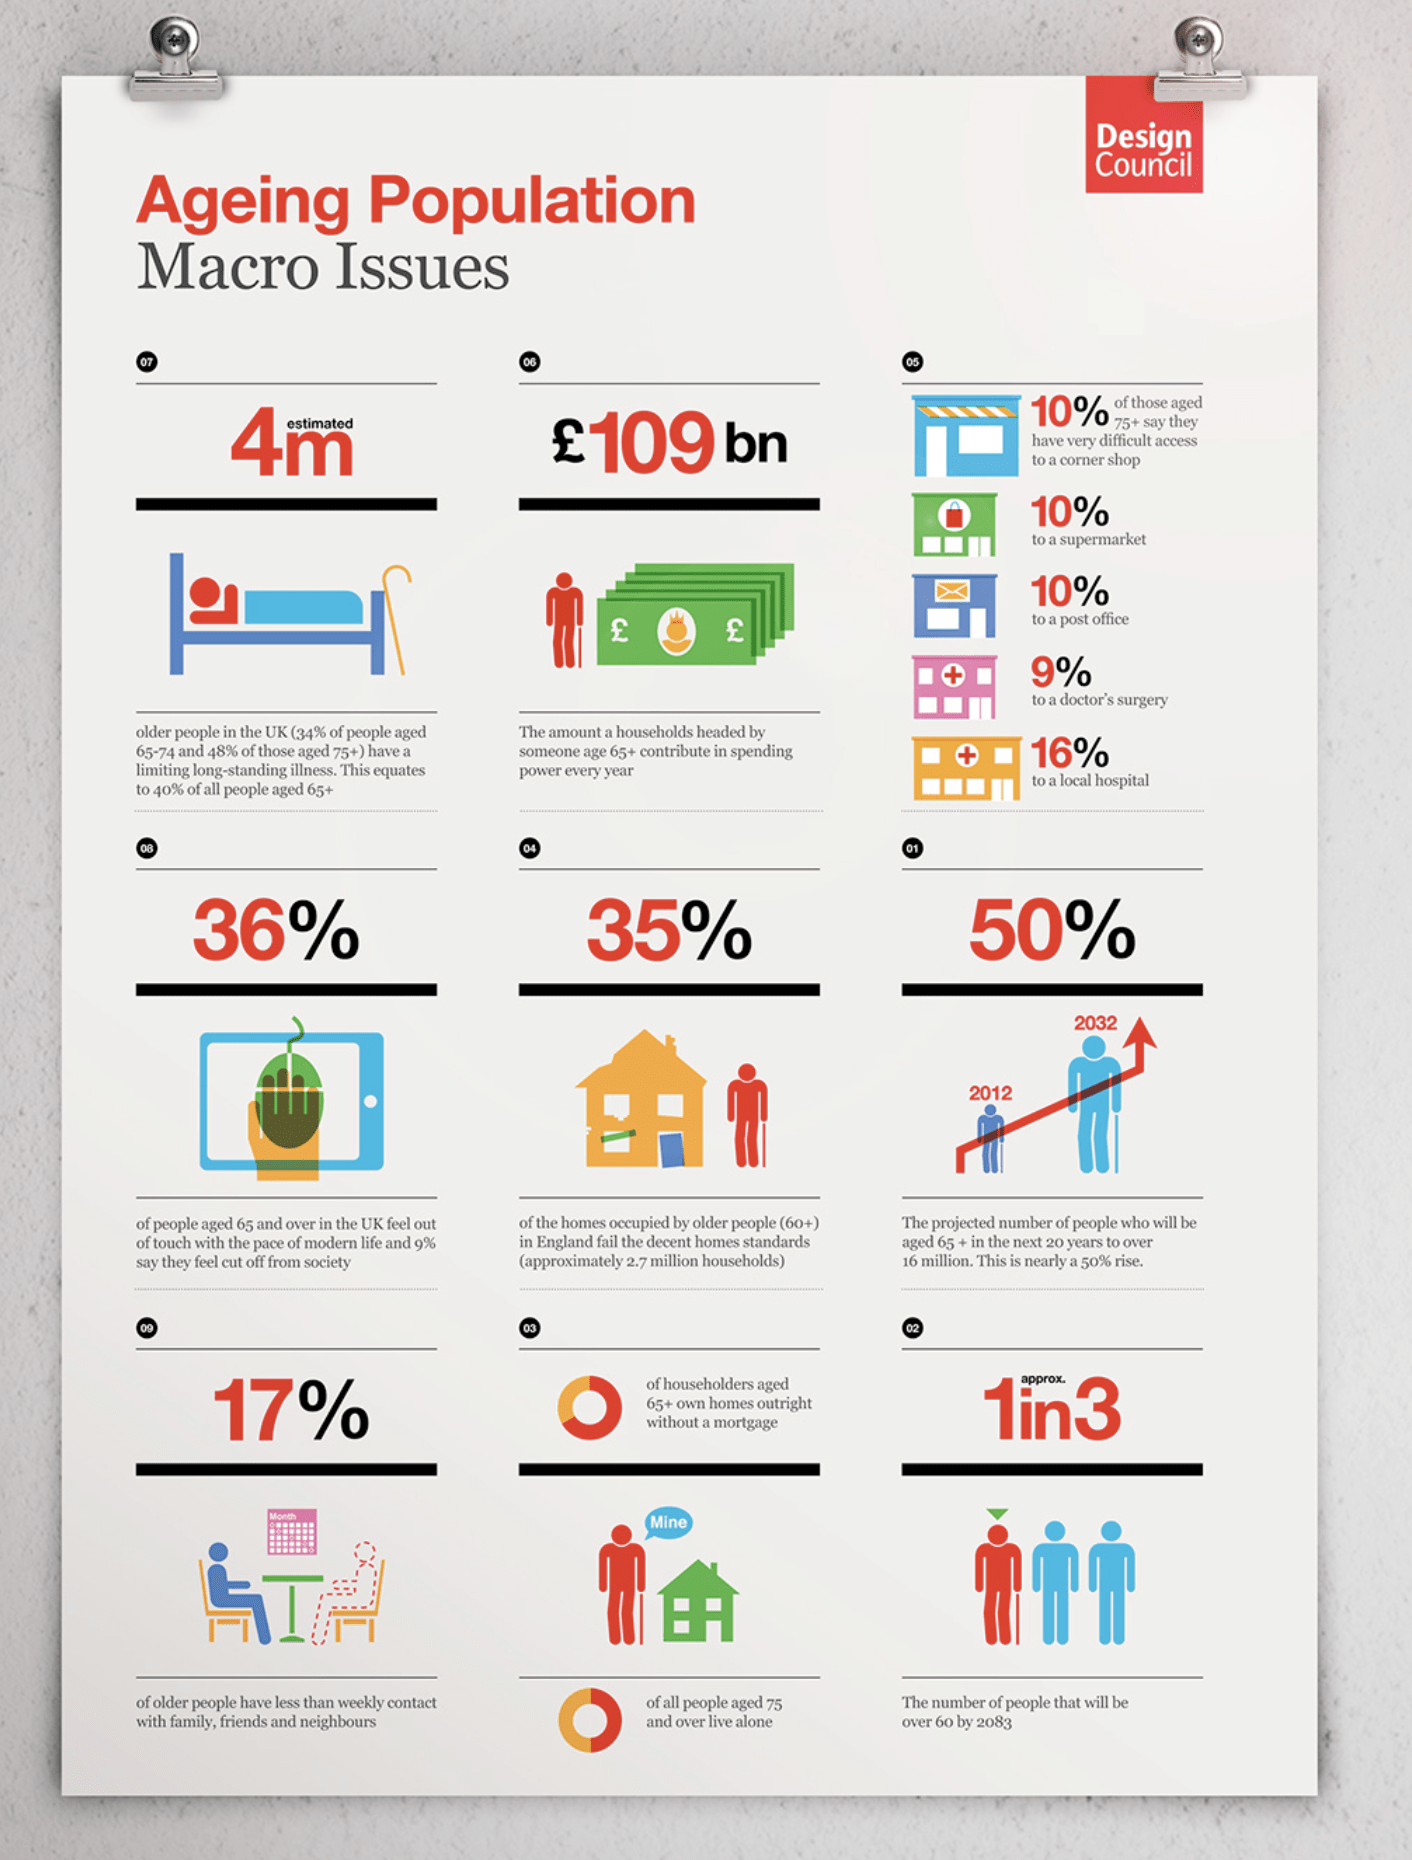 Design
Council
Ageing Population
Macro Issues
07
estimated
4m
older people in the UK (34% of people aged
65-74 and 48% of those aged 75+) have a
limiting long-standing illness. This equates
to 40% of all people aged 65+
06
£109 bn
£ £
The amount a households headed by
someone age 65+ contribute in spending
power every year
05
10% of those aged
75+ say they
have very difficult access
to a corner shop
10%
to a supermarket
10%
to a post office
9%
to a doctor's surgery
16%
to a local hospital
08
36%
of people aged 65 and over in the UK feel out
of touch with the pace of modern life and 9%
say they feel cut off from society
04
35%
of the homes occupied by older people (60+)
in England fail the decent homes standards
(approximately 2.7 million households)
01
50%
2032
2012
The projected number of people who will be
aged 65 + in the next 20 years to over
16 million. This is nearly a 50% rise.
09
17%
Month
of older people have less than weekly contact
with family, friends and neighbours
03
of householders aged
65+ own homes outright
without a mortgage
Mine
of all people aged 75
and over live alone
02
approx.
1in3
The number of people that will be
over 60 by 2083